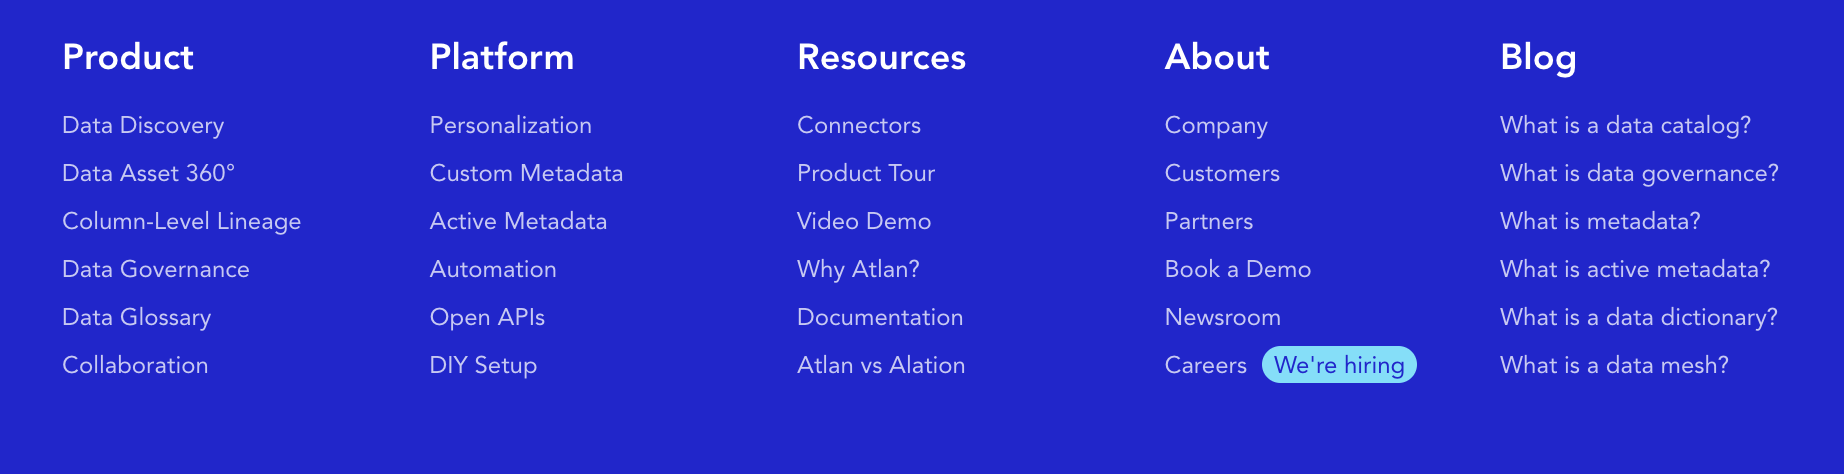 Product
Data Discovery
Data Asset 360°
Column-Level Lineage
Data Governance
Data Glossary
Collaboration
Platform
Personalization
Custom Metadata
Active Metadata
Automation
Open APIs
DIY Setup
Resources
Connectors
Product Tour
Video Demo
Why Atlan?
Documentation
Atlan vs Alation
About
Company
Customers
Partners
Book a Demo
Newsroom
Careers We're hiring
Blog
What is a data catalog?
What is data governance?
What is metadata?
What is active metadata?
What is a data dictionary?
What is a data mesh?